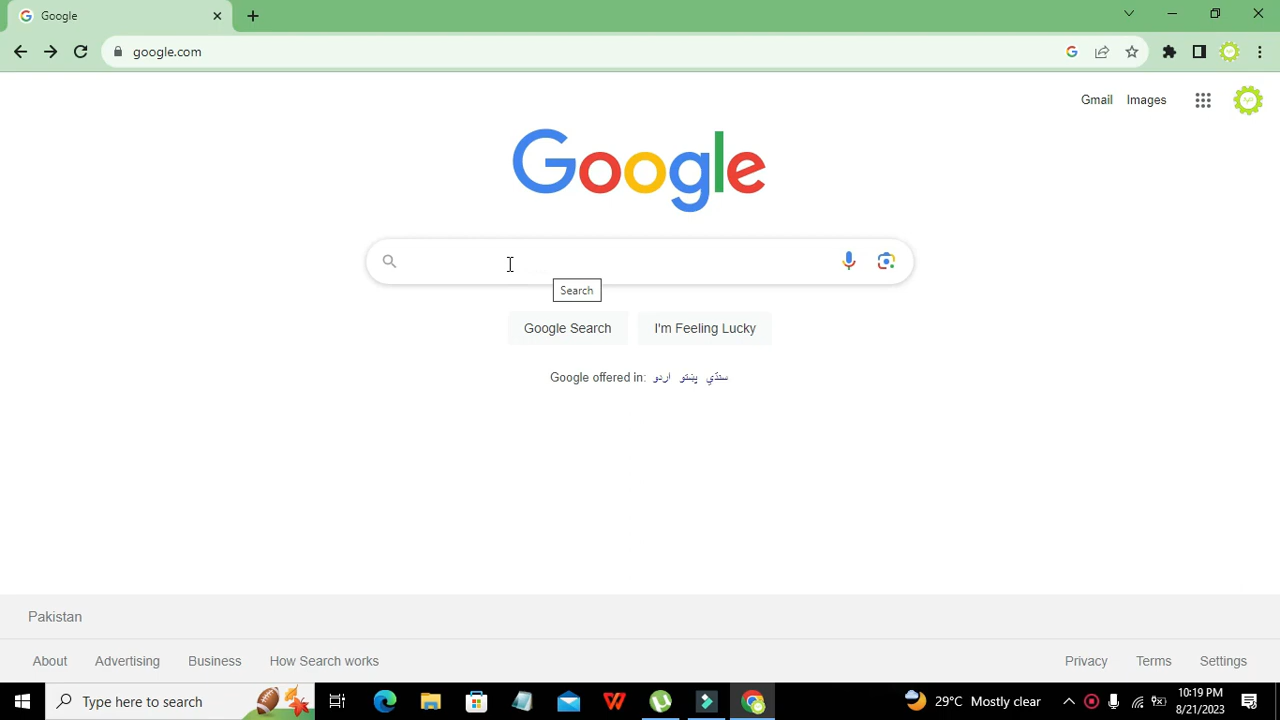 Google
google.com
Gmail Images
Google
Search
Google Search I'm Feeling Lucky
Google offered in: اردو پښتو سنڌي
Pakistan
About Advertising Business How Search works Privacy Terms Settings
Type here to search 29°C Mostly clear 10:19 PM
8/21/2023